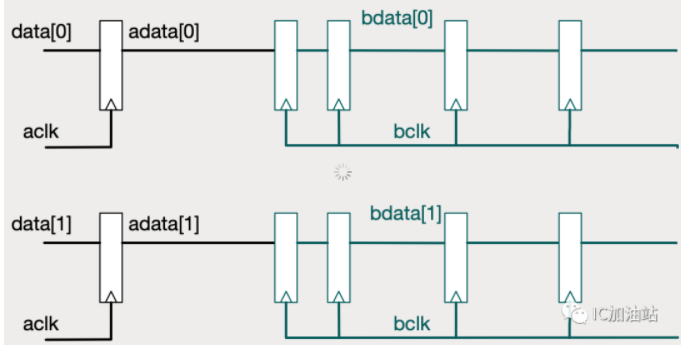 data[0] adata[0] bdata[0]
aclk bclk
data[1] adata[1] bdata[1]
aclk bclk
IC加油站